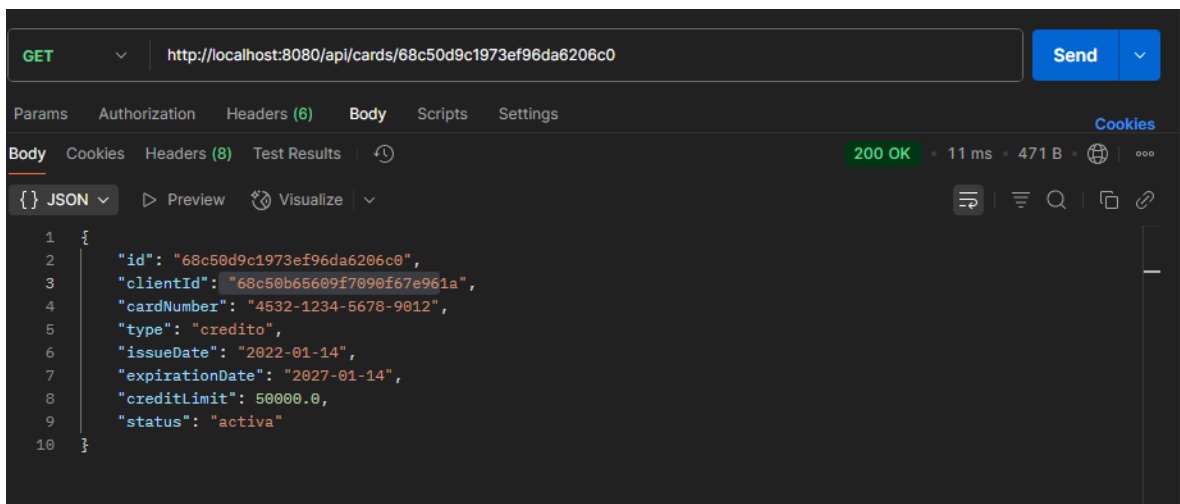 GET http://localhost:8080/api/cards/68c50d9c1973ef96da6206c0 Send
Params Authorization Headers (6) Body Scripts Settings
Cookies
Body Cookies Headers (8) Test Results 200 OK • 11 ms • 471 B •
{} JSON Preview Visualize
1 {
2 "id": "68c50d9c1973ef96da6206c0",
3 "clientId": "68c50b65609f7090f67e961a",
4 "cardNumber": "4532-1234-5678-9012",
5 "type": "credito",
6 "issueDate": "2022-01-14",
7 "expirationDate": "2027-01-14",
8 "creditLimit": 50000.0,
9 "status": "activa"
10 }